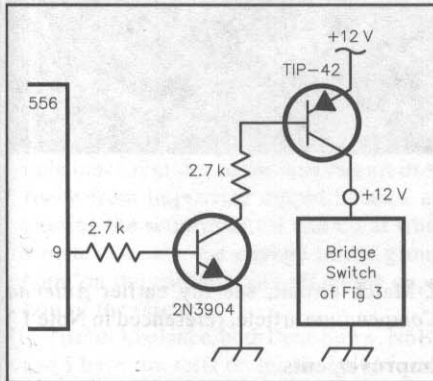 +12 V
TIP-42
556
2.7 k
+12 V
2.7 k
9
Bridge
Switch
of Fig.3
2N3904